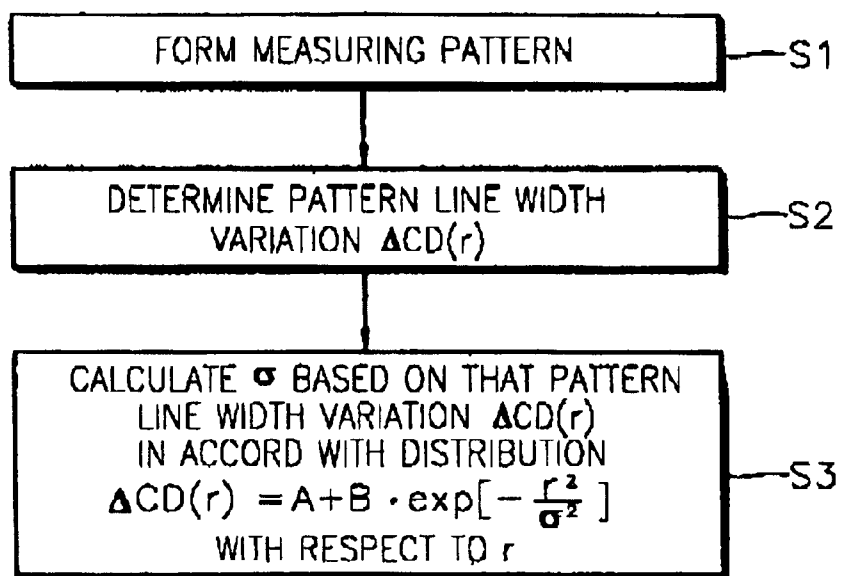 FORM MEASURING PATTERN
S1
DETERMINE PATTERN LINE WIDTH
VARIATION ΔCD(r)
S2
CALCULATE σ BASED ON THAT PATTERN
LINE WIDTH VARIATION ΔCD(r)
IN ACCORD WITH DISTRIBUTION
ΔCD(r) = A+B · exp[- r²/σ² ]
WITH RESPECT TO r
S3